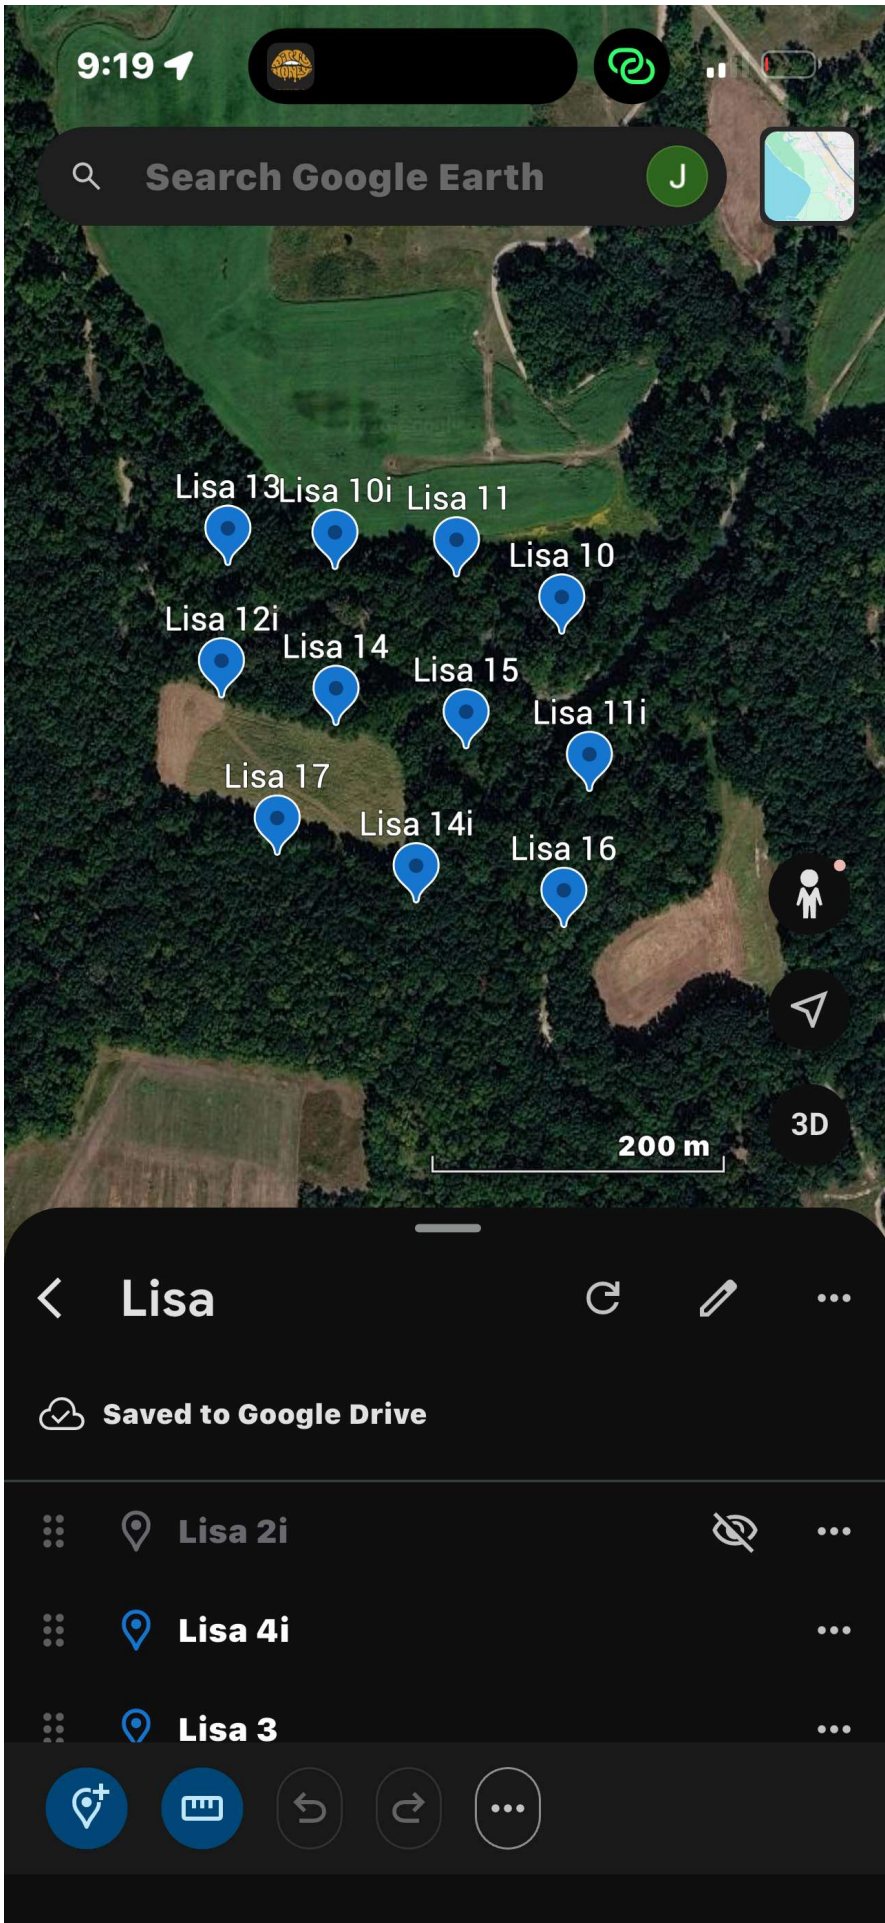 9:19
Search Google Earth
J
Lisa 13
Lisa 10i
Lisa 11
Lisa 10
Lisa 12i
Lisa 14
Lisa 15
Lisa 11i
Lisa 17
Lisa 14i
Lisa 16
3D
200 m
Lisa
Saved to Google Drive
Lisa 2i
Lisa 4i
Lisa 3